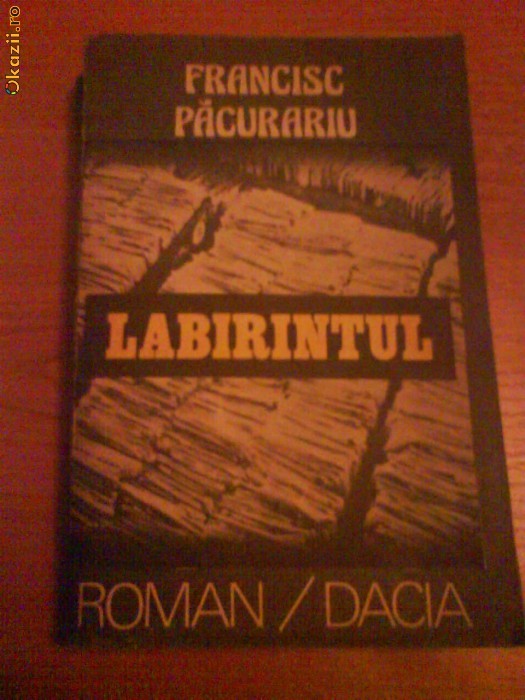 Okazii.ro
FRANCISC
PĂCURARIU
LABIRINTUL
ROMAN / DACIA